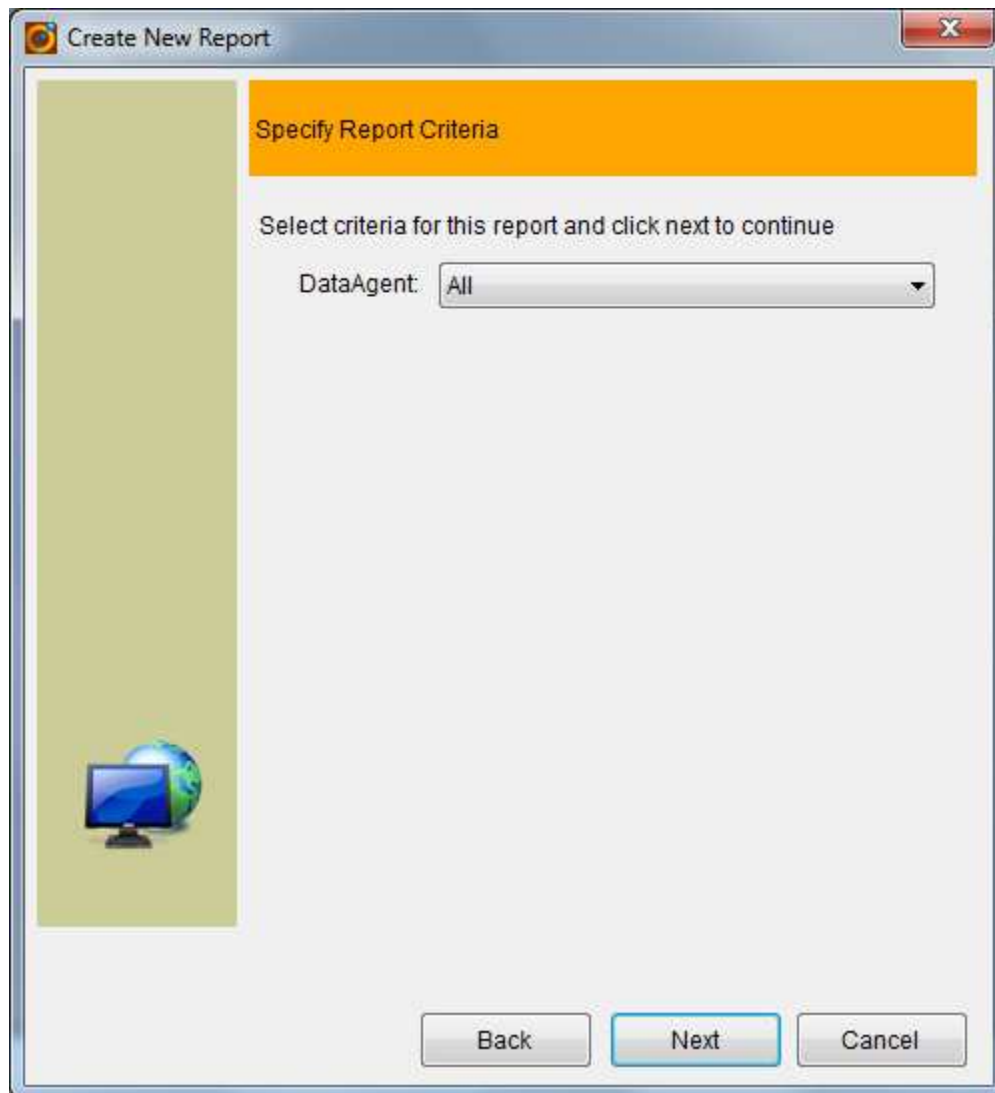 Create New Report
Specify Report Criteria
Select criteria for this report and click next to continue
DataAgent: All
Back Next Cancel